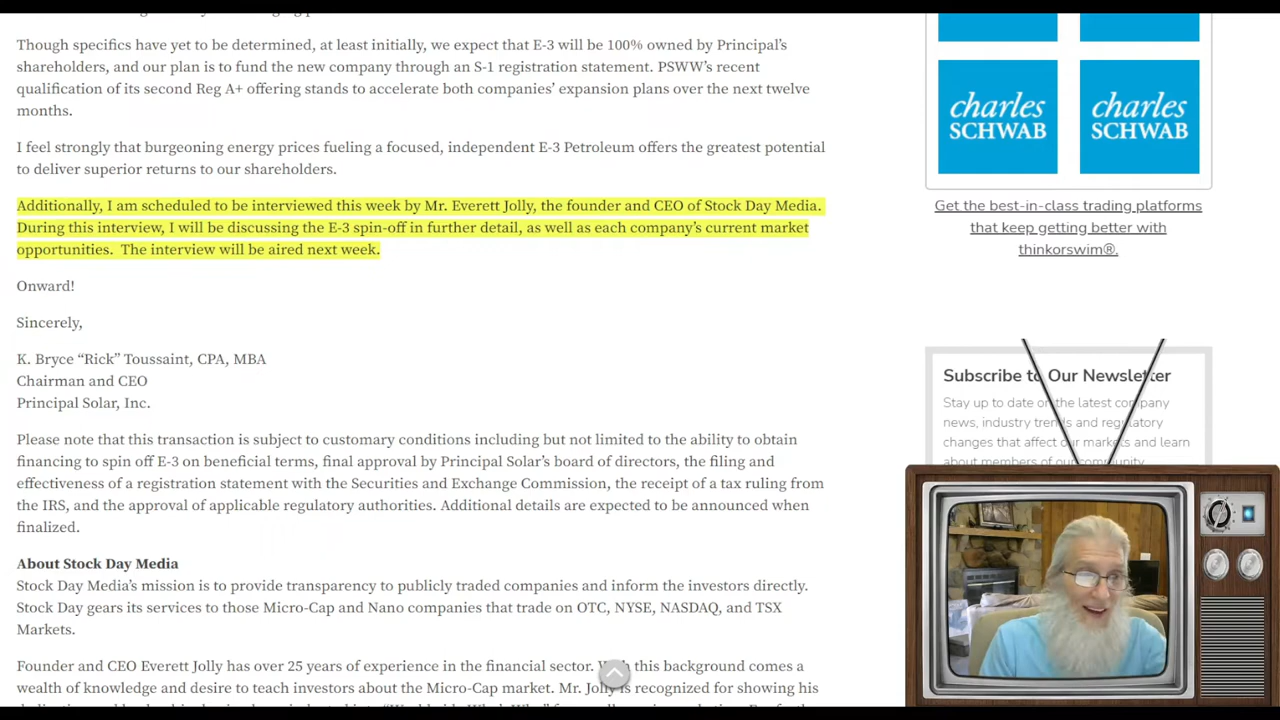 Though specifics have yet to be determined, at least initially, we expect that E-3 will be 100% owned by Principal's
shareholders, and our plan is to fund the new company through an S-1 registration statement. PSWW's recent
qualification of its second Reg A+ offering stands to accelerate both companies' expansion plans over the next twelve
months.
I feel strongly that burgeoning energy prices fueling a focused, independent E-3 Petroleum offers the greatest potential
to deliver superior returns to our shareholders.
Additionally, I am scheduled to be interviewed this week by Mr. Everett Jolly, the founder and CEO of Stock Day Media.
During this interview, I will be discussing the E-3 spin-off in further detail, as well as each company's current market
opportunities.  The interview will be aired next week.
Onward!
Sincerely,
K. Bryce “Rick” Toussaint, CPA, MBA
Chairman and CEO
Principal Solar, Inc.
Please note that this transaction is subject to customary conditions including but not limited to the ability to obtain
financing to spin off E-3 on beneficial terms, final approval by Principal Solar's board of directors, the filing and
effectiveness of a registration statement with the Securities and Exchange Commission, the receipt of a tax ruling from
the IRS, and the approval of applicable regulatory authorities. Additional details are expected to be announced when
finalized.
About Stock Day Media
Stock Day Media's mission is to provide transparency to publicly traded companies and inform the investors directly.
Stock Day gears its services to those Micro-Cap and Nano companies that trade on OTC, NYSE, NASDAQ, and TSX
Markets.
Founder and CEO Everett Jolly has over 25 years of experience in the financial sector. With this background comes a
wealth of knowledge and desire to teach investors about the Micro-Cap market. Mr. Jolly is recognized for showing his
charles
SCHWAB
charles
SCHWAB
Get the best-in-class trading platforms
that keep getting better with
thinkorswim®.
Subscribe to Our Newsletter
Stay up to date on the latest company
news, industry trends and regulatory
changes that affect our markets and learn
about members of our community.